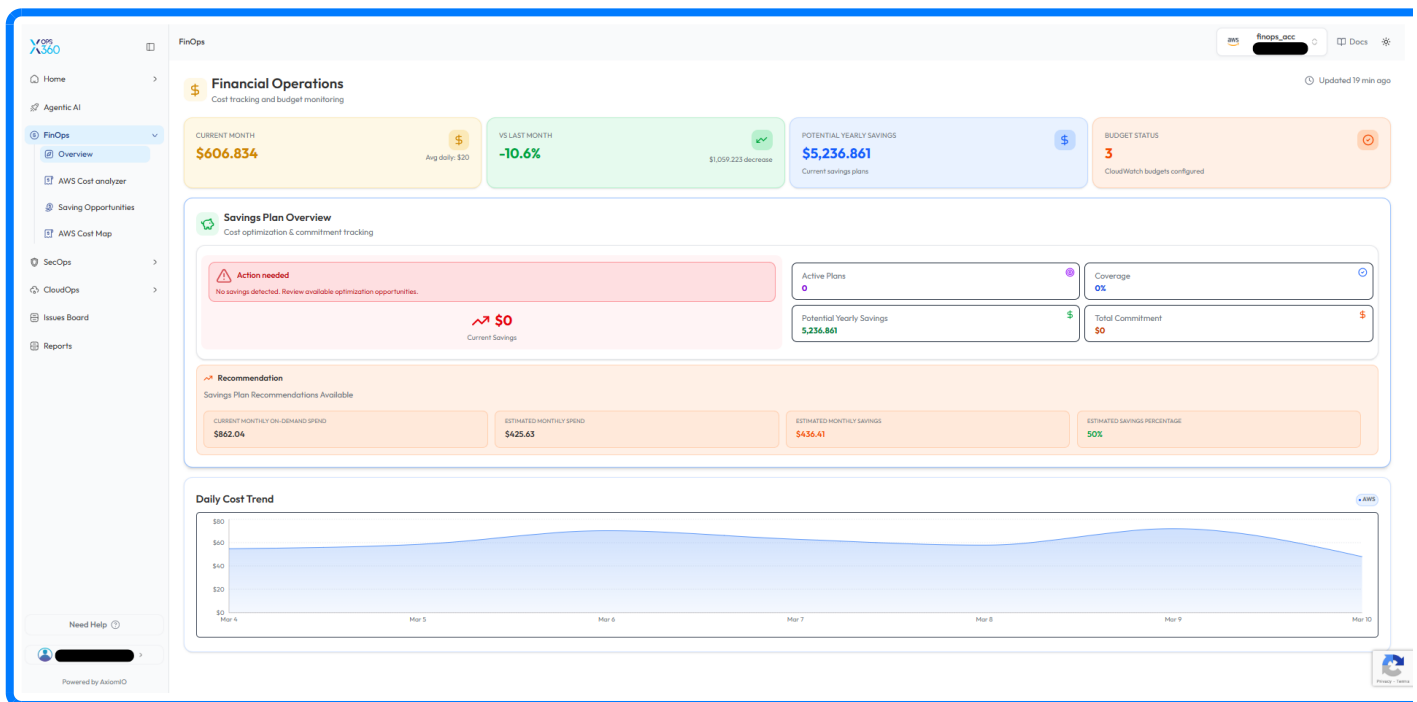 XOPS
360
FinOps
aws
finops_acc
Docs
Home
Agentic AI
FinOps
Overview
AWS Cost analyzer
Saving Opportunities
AWS Cost Map
SecOps
CloudOps
Issues Board
Reports
Need Help
Powered by AxiomIO
Financial Operations
Cost tracking and budget monitoring
Updated 19 min ago
CURRENT MONTH
$606.834
Avg daily: $20
VS LAST MONTH
-10.6%
$1,059.223 decrease
POTENTIAL YEARLY SAVINGS
$5,236.861
Current savings plans
BUDGET STATUS
3
CloudWatch budgets configured
Savings Plan Overview
Cost optimization & commitment tracking
Action needed
No savings detected. Review available optimization opportunities.
$0
Current Savings
Active Plans
0
Coverage
0%
Potential Yearly Savings
5,236.861
Total Commitment
$0
Recommendation
Savings Plan Recommendations Available
CURRENT MONTHLY ON-DEMAND SPEND
$862.04
ESTIMATED MONTHLY SPEND
$425.63
ESTIMATED MONTHLY SAVINGS
$436.41
ESTIMATED SAVINGS PERCENTAGE
50%
Daily Cost Trend
AWS
$80
$60
$40
$20
$0
Mar 4 Mar 5 Mar 6 Mar 7 Mar 8 Mar 9 Mar 10
Privacy - Terms